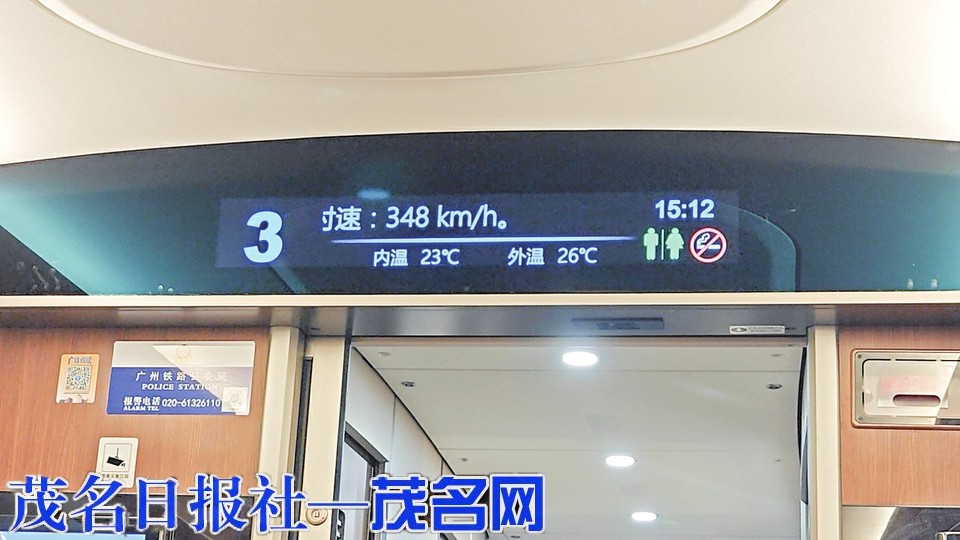 3
时速：348 km/h。
15:12
内温 23℃ 外温 26℃
广州铁路公安局
POLICE STATION
报警电话 020-61326110
ALARM TEL
茂名日报社—茂名网